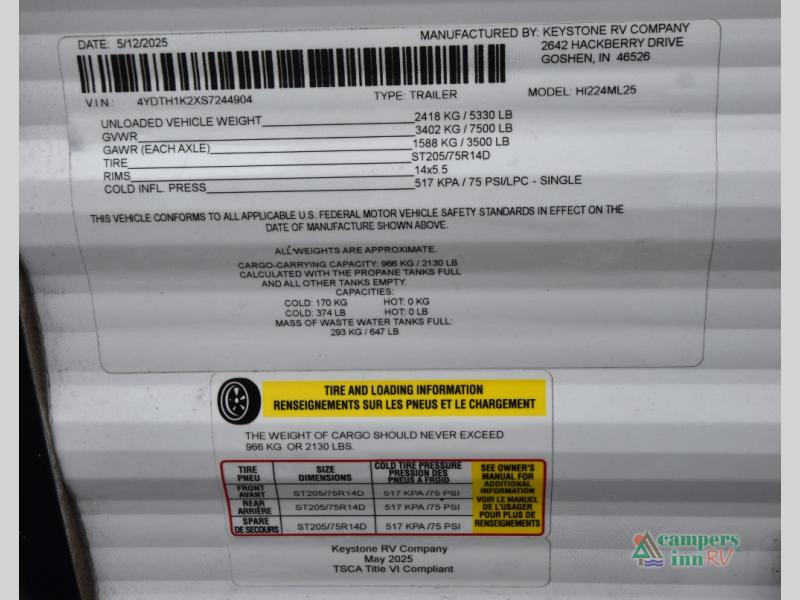 DATE: 5/12/2025
MANUFACTURED BY: KEYSTONE RV COMPANY
2642 HACKBERRY DRIVE
GOSHEN, IN 46526
V.I.N.: 4YDTH1K2XS7244904 TYPE: TRAILER MODEL: HI224ML25
UNLOADED VEHICLE WEIGHT 2418 KG / 5330 LB
GVWR 3402 KG / 7500 LB
GAWR (EACH AXLE) 1588 KG / 3500 LB
TIRE ST205/75R14D
RIMS 14x5.5
COLD INFL. PRESS 517 KPA / 75 PSI/LPC - SINGLE
THIS VEHICLE CONFORMS TO ALL APPLICABLE U.S. FEDERAL MOTOR VEHICLE SAFETY STANDARDS IN EFFECT ON THE
DATE OF MANUFACTURE SHOWN ABOVE.
ALL WEIGHTS ARE APPROXIMATE.
CARGO-CARRYING CAPACITY: 966 KG / 2130 LB
CALCULATED WITH THE PROPANE TANKS FULL
AND ALL OTHER TANKS EMPTY.
CAPACITIES:
COLD: 170 KG HOT: 0 KG
COLD: 374 LB HOT: 0 LB
MASS OF WASTE WATER TANKS FULL:
293 KG / 647 LB
TIRE AND LOADING INFORMATION
RENSEIGNEMENTS SUR LES PNEUS ET LE CHARGEMENT
THE WEIGHT OF CARGO SHOULD NEVER EXCEED
966 KG OR 2130 LBS.
TIRE
PNEU
SIZE
DIMENSIONS
COLD TIRE PRESSURE
PRESSION DES
PNEUS A FROID
FRONT
AVANT
ST205/75R14D
517 KPA /75 PSI
REAR
ARRIÈRE
ST205/75R14D
517 KPA /75 PSI
SPARE
DE SECOURS
ST205/75R14D
517 KPA /75 PSI
SEE OWNER'S
MANUAL FOR
ADDITIONAL
INFORMATION
VOIR LE MANUEL
DE L'USAGER
POUR PLUS DE
RENSEIGNEMENTS
Keystone RV Company
May 2025
TSCA Title VI Compliant
campers
inn RV